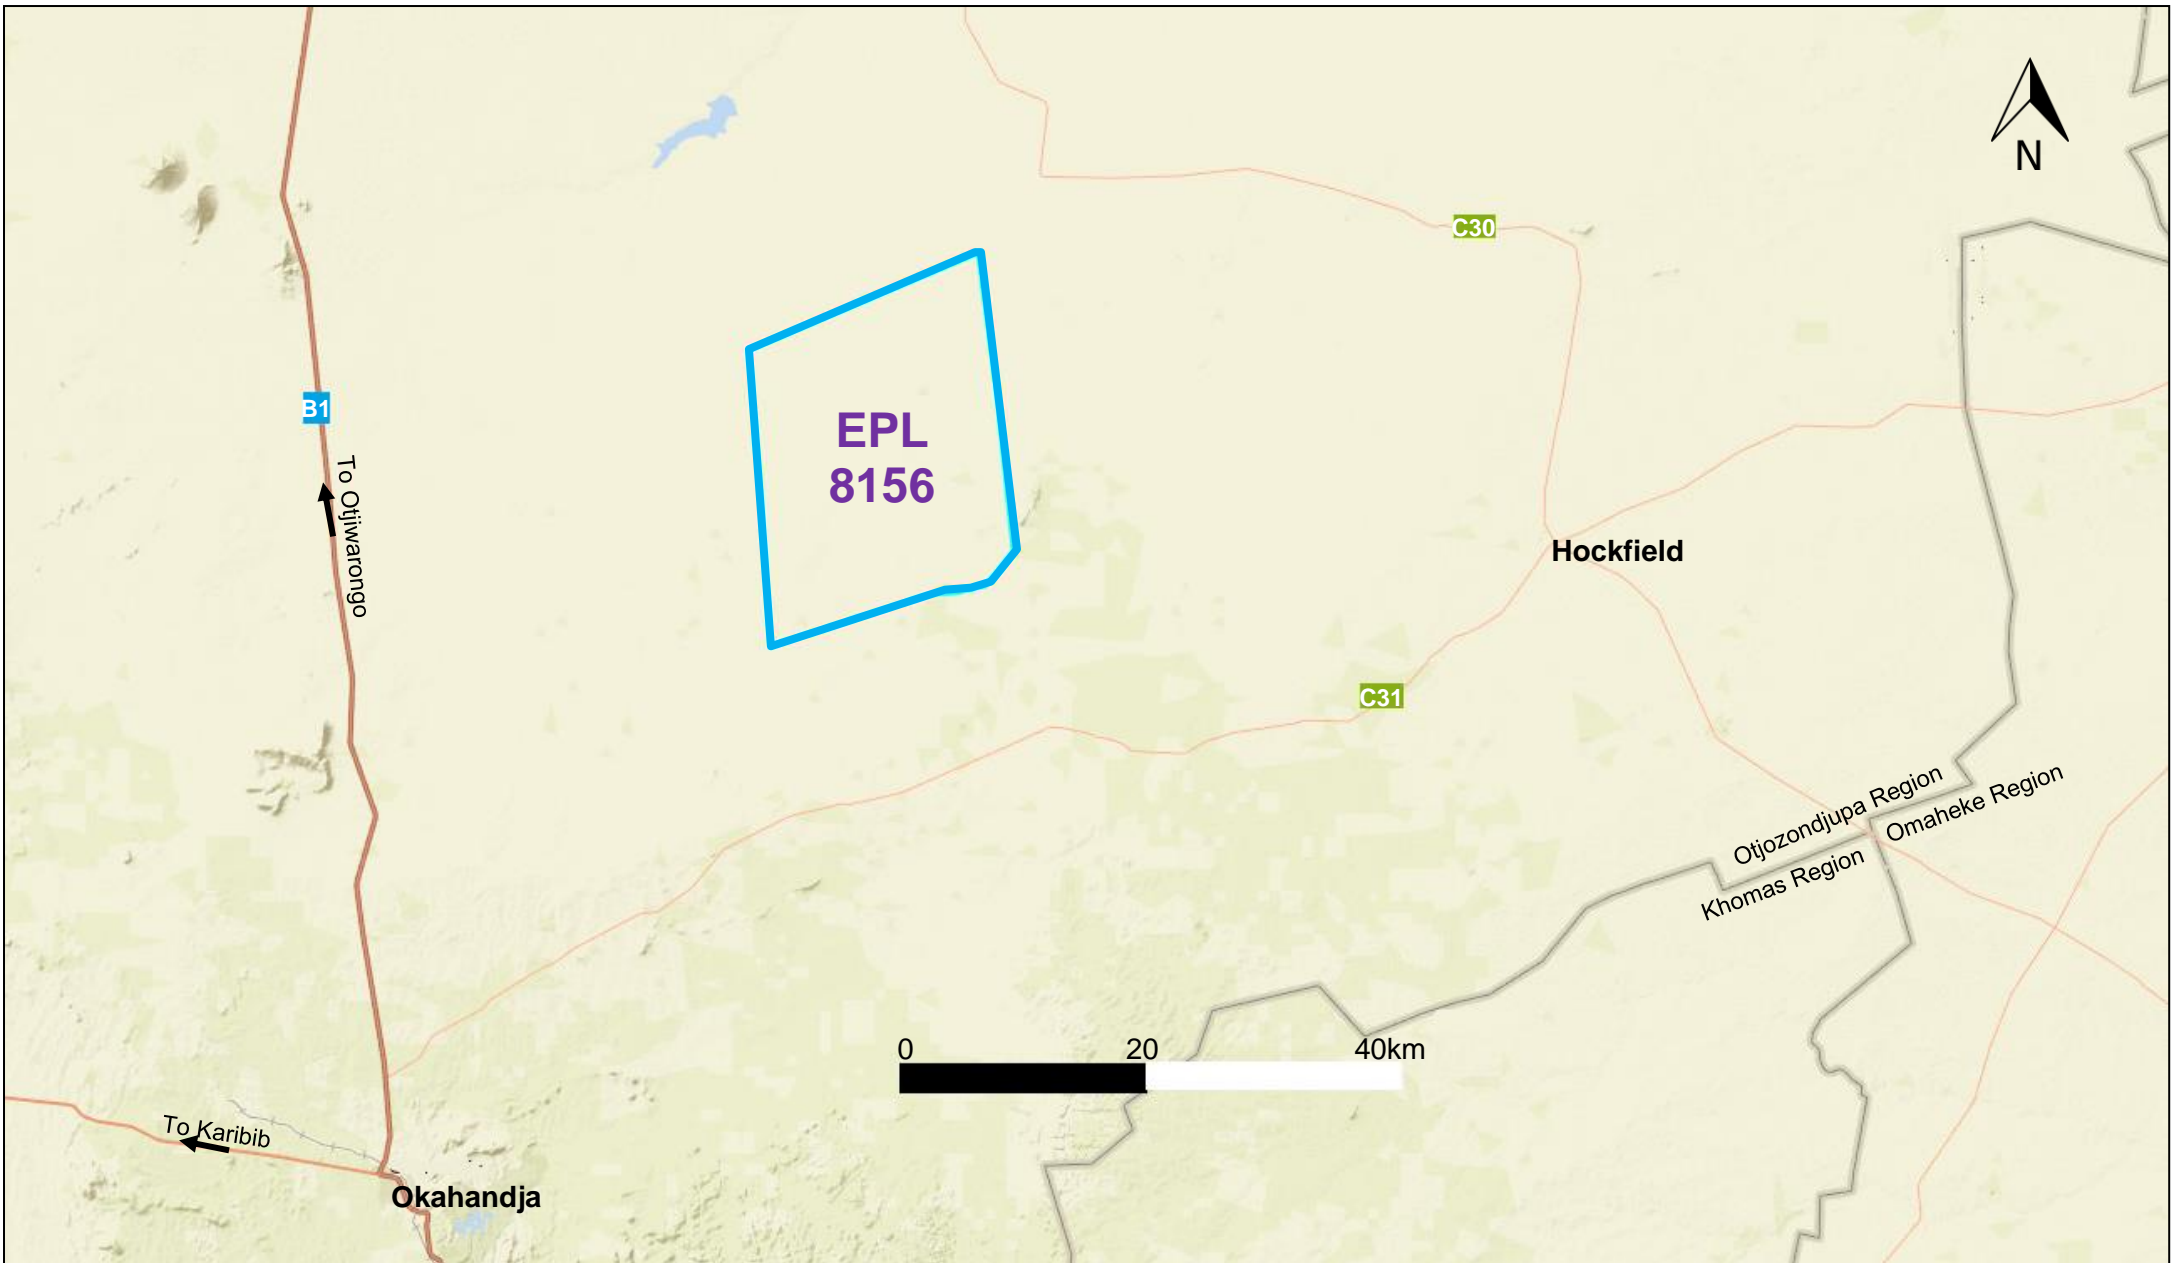 N
C30
B1
EPL
8156
To Otjiwarongo
Hockfield
C31
Otjozondjupa Region
Omaheke Region
Khomas Region
0 20 40km
To Karibib
Okahandja